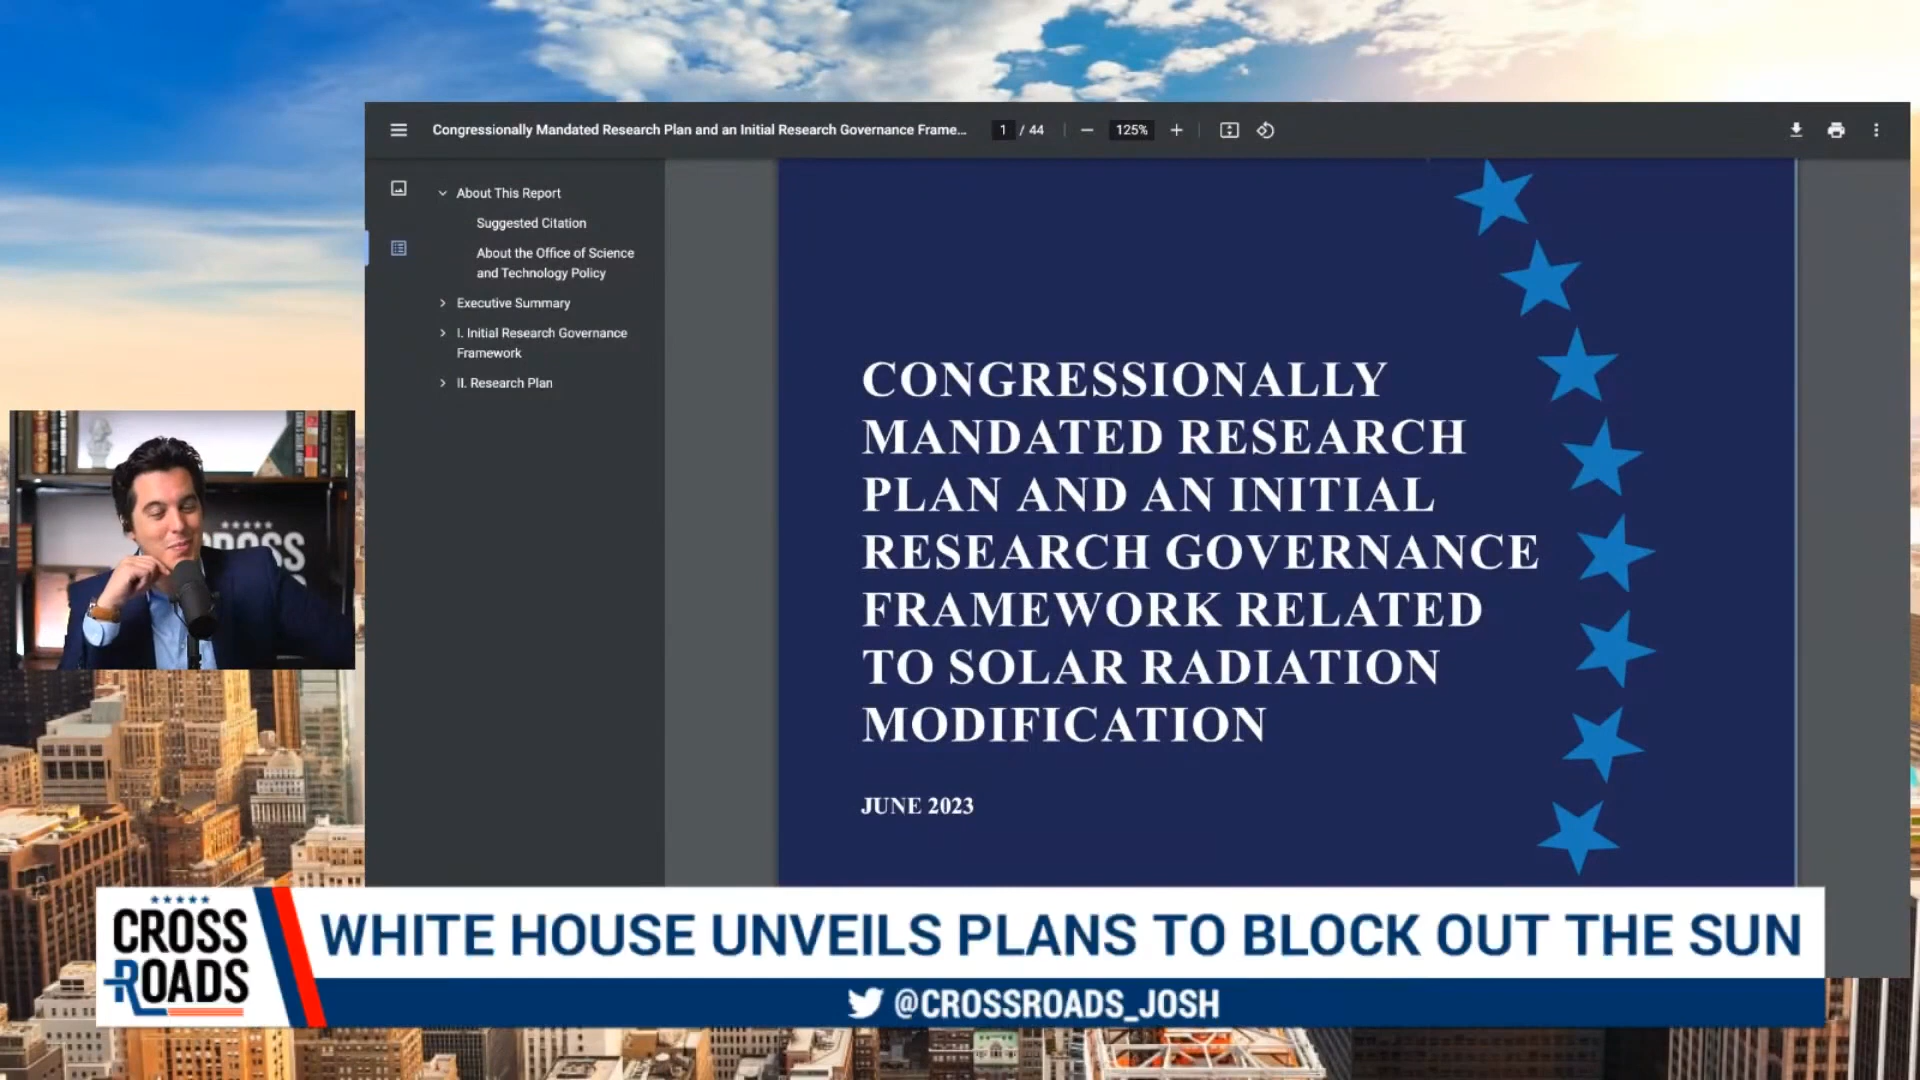 Congressionally Mandated Research Plan and an Initial Research Governance Frame...
1 / 44
125%
About This Report
Suggested Citation
About the Office of Science
and Technology Policy
Executive Summary
I. Initial Research Governance
Framework
II. Research Plan
CONGRESSIONALLY
MANDATED RESEARCH
PLAN AND AN INITIAL
RESEARCH GOVERNANCE
FRAMEWORK RELATED
TO SOLAR RADIATION
MODIFICATION
JUNE 2023
CROSS
CROSS
ROADS
WHITE HOUSE UNVEILS PLANS TO BLOCK OUT THE SUN
@CROSSROADS_JOSH